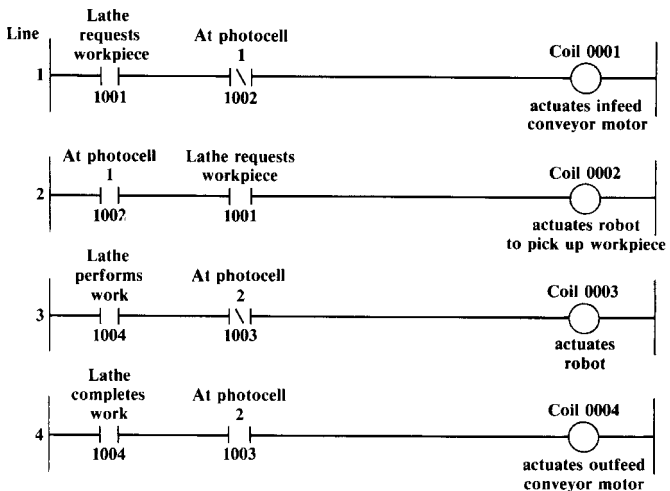 Line
Lathe
requests
workpiece
At photocell
1
Coil 0001
1
1001
1002
actuates infeed
conveyor motor
At photocell
1
Lathe requests
workpiece
Coil 0002
2
1002
1001
actuates robot
to pick up workpiece
Lathe
performs
work
At photocell
2
Coil 0003
3
1004
1003
actuates
robot
Lathe
completes
work
At photocell
2
Coil 0004
4
1004
1003
actuates outfeed
conveyor motor